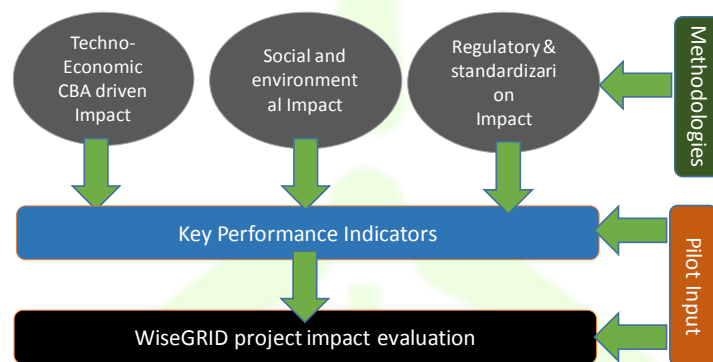 Techno-
Economic
CBA driven
Impact
Social and
environment
al Impact
Regulatory &
standardizari
on
Impact
Methodologies
Key Performance Indicators
Pilot Input
WiseGRID project impact evaluation